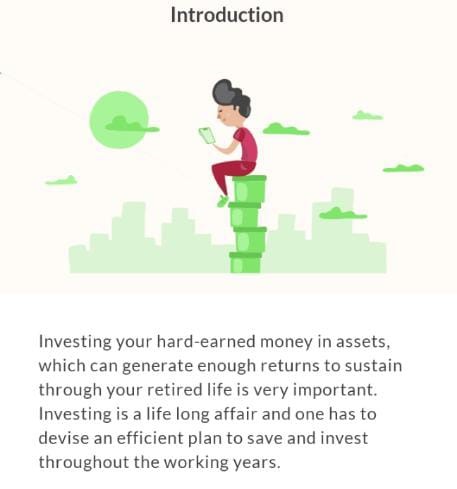 Introduction
Investing your hard-earned money in assets,
which can generate enough returns to sustain
through your retired life is very important.
Investing is a life long affair and one has to
devise an efficient plan to save and invest
throughout the working years.